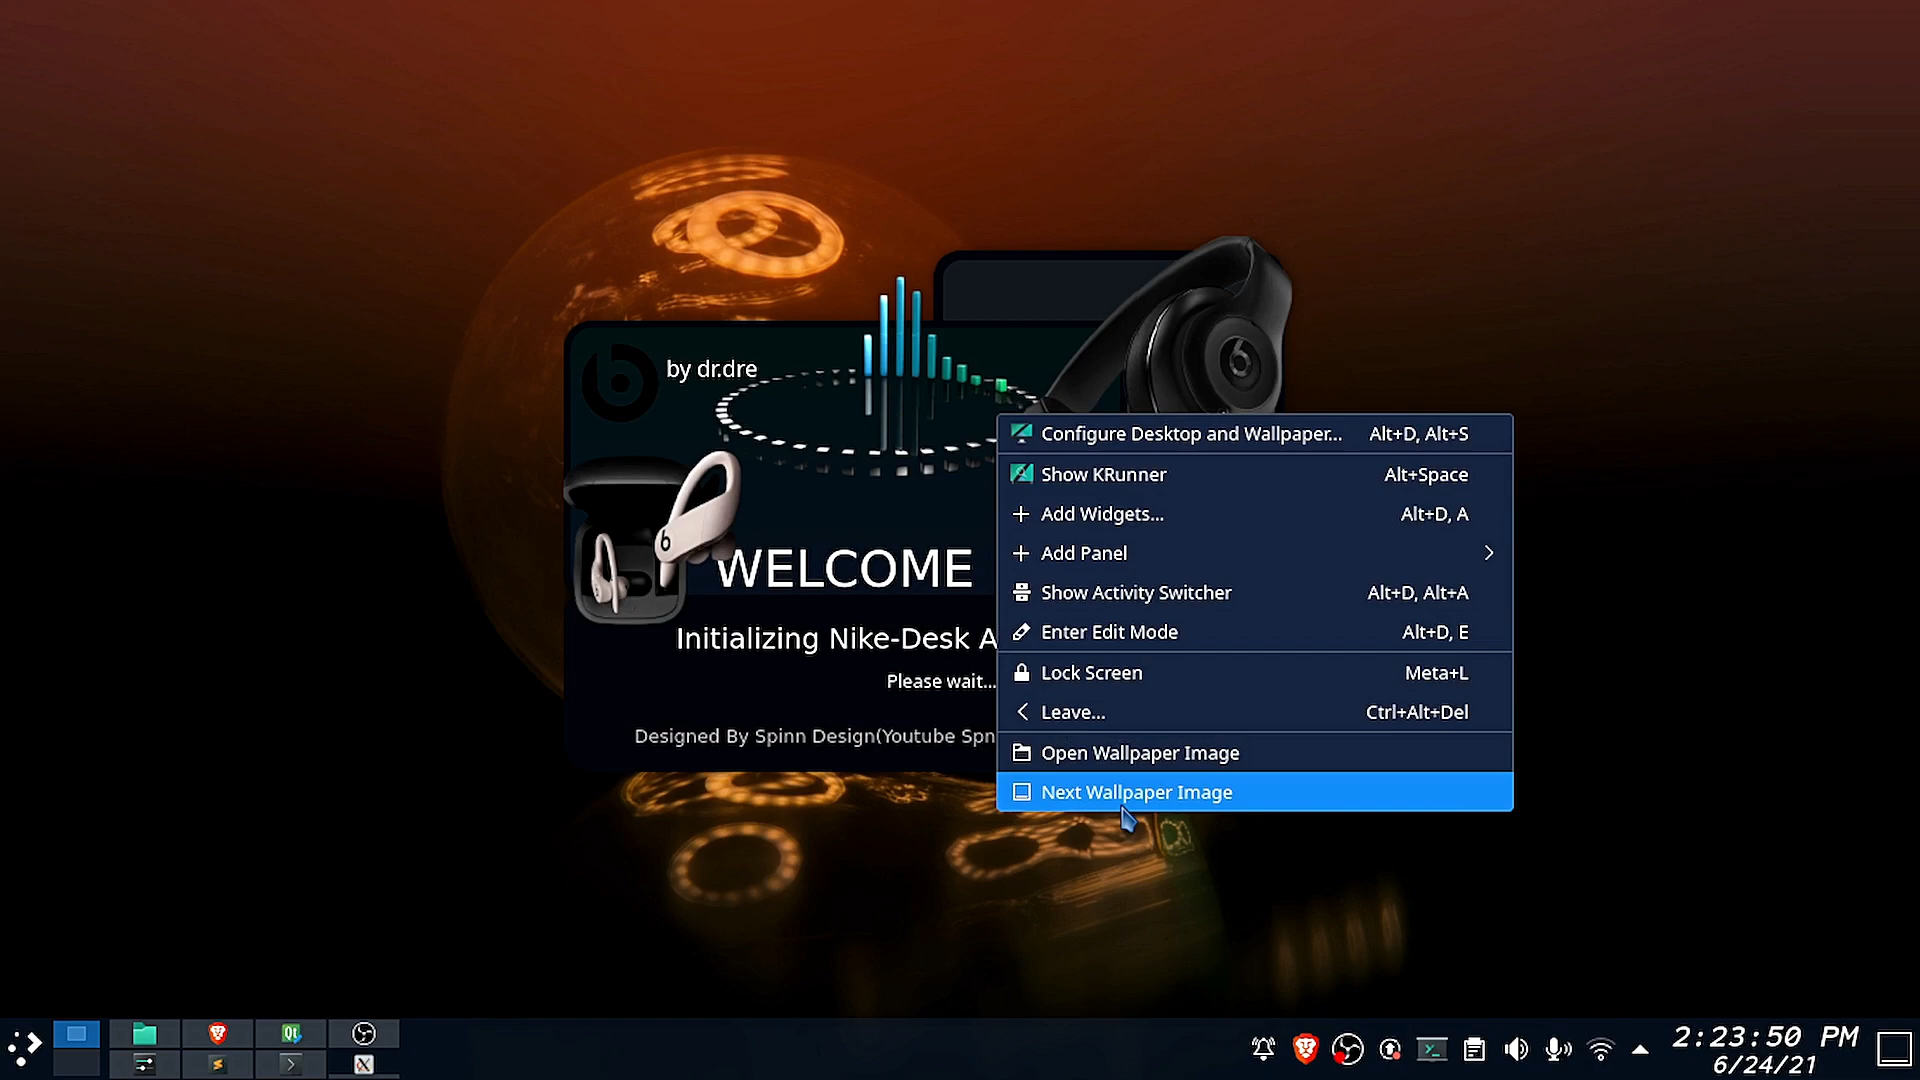 by dr.dre
WELCOME
Initializing Nike-Desk A
Please wait...
Designed By Spinn Design(Youtube Spn
Configure Desktop and Wallpaper... Alt+D, Alt+S
Show KRunner Alt+Space
Add Widgets... Alt+D, A
Add Panel
Show Activity Switcher Alt+D, Alt+A
Enter Edit Mode Alt+D, E
Lock Screen Meta+L
Leave... Ctrl+Alt+Del
Open Wallpaper Image
Next Wallpaper Image
2:23:50 PM
6/24/21